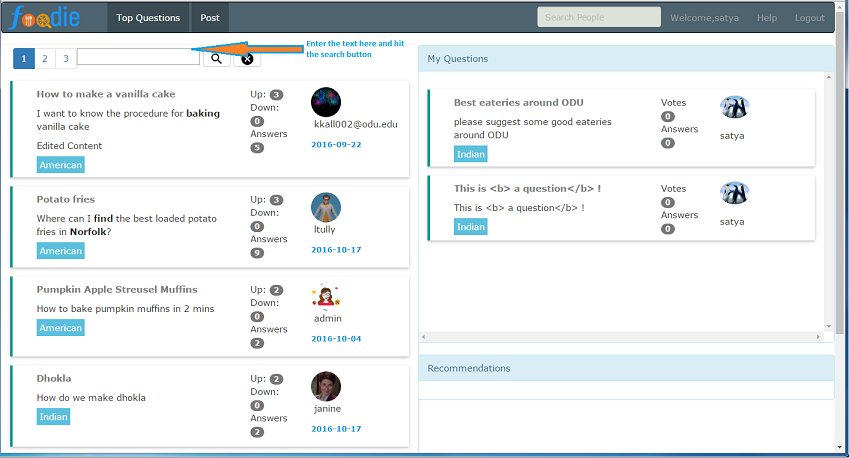 foodie
Top Questions
Post
Search People
Welcome,satya
Help
Logout
1 2 3
Enter the text here and hit
the search button
How to make a vanilla cake
I want to know the procedure for baking
vanilla cake
Edited Content
American
Up: 3
Down:
0
Answers
5
kkall002@odu.edu
2016-09-22
Potato fries
Where can I find the best loaded potato
fries in Norfolk?
American
Up: 3
Down:
0
Answers
9
ltully
2016-10-17
Pumpkin Apple Streusel Muffins
How to bake pumpkin muffins in 2 mins
American
Up: 2
Down:
0
Answers
2
admin
2016-10-04
Dhokla
How do we make dhokla
Indian
Up: 2
Down:
0
Answers
2
janine
2016-10-17
My Questions
Best eateries around ODU
please suggest some good eateries
around ODU
Indian
Votes
0
Answers
0
satya
This is <b> a question</b> !
This is <b> a question</b> !
Indian
Votes
0
Answers
0
satya
Recommendations